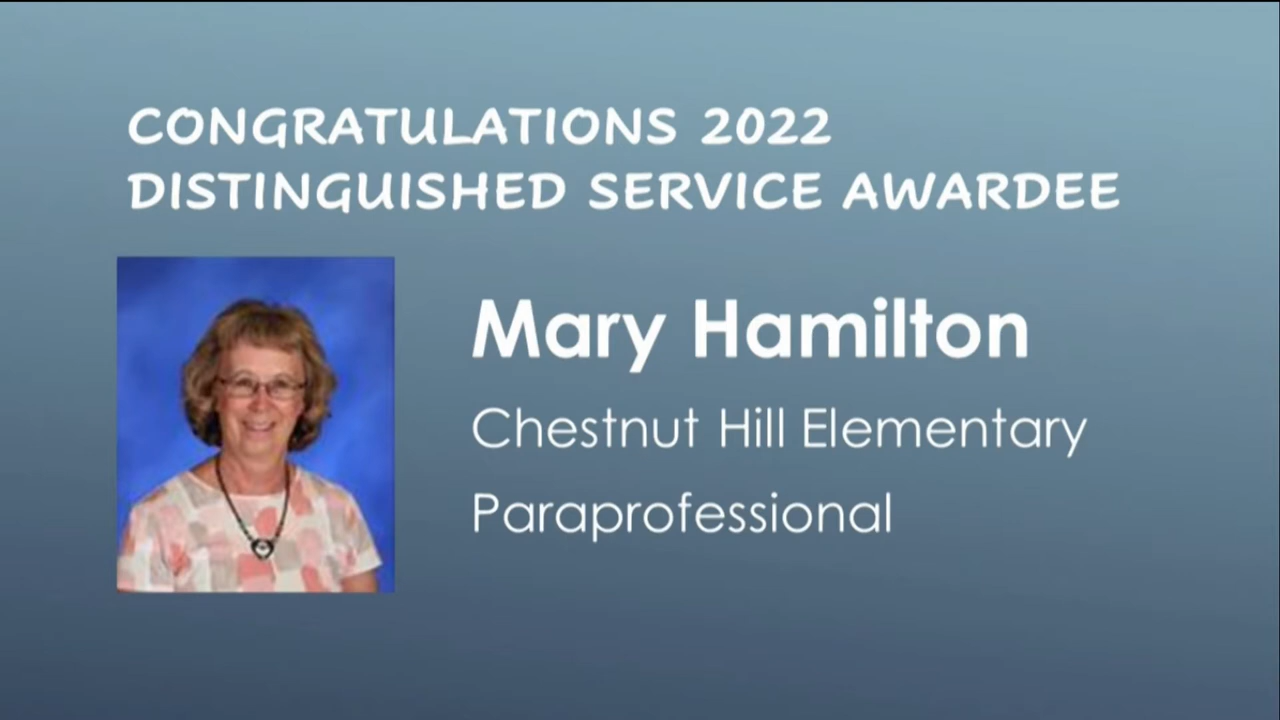 CONGRATULATIONS 2022
DISTINGUISHED SERVICE AWARDEE
Mary Hamilton
Chestnut Hill Elementary
Paraprofessional